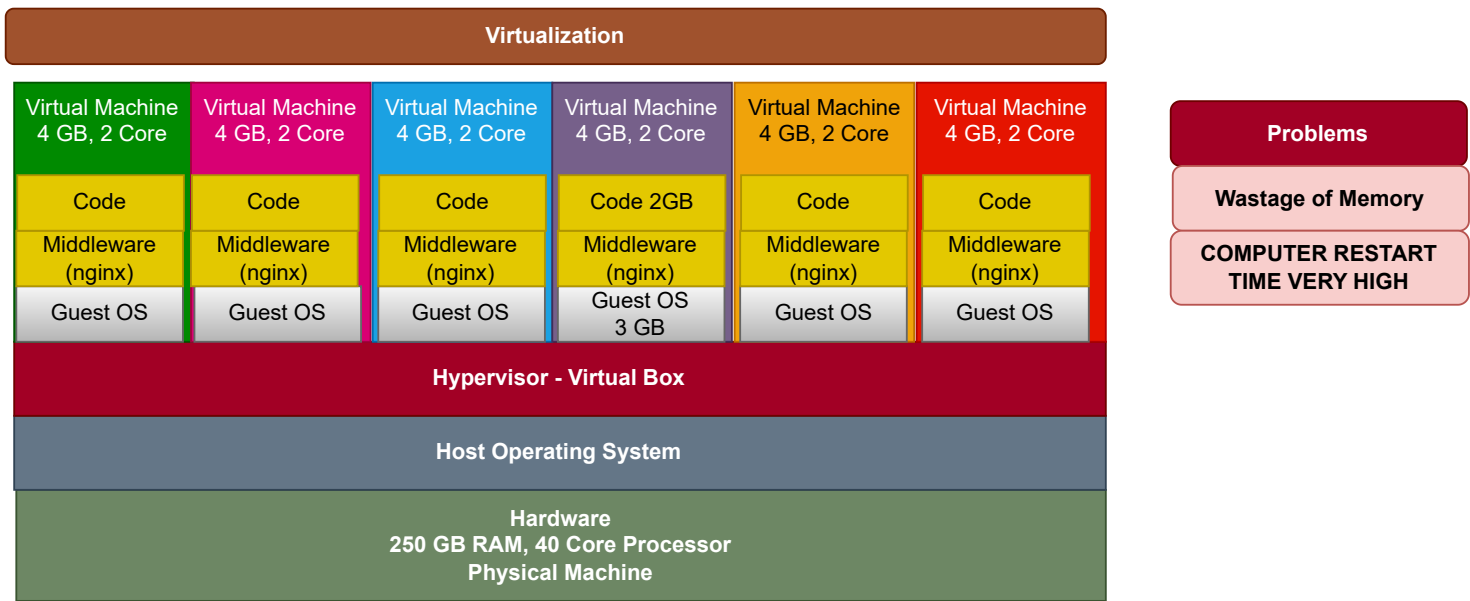 Virtualization
Virtual Machine
4 GB, 2 Core
Virtual Machine
4 GB, 2 Core
Virtual Machine
4 GB, 2 Core
Virtual Machine
4 GB, 2 Core
Virtual Machine
4 GB, 2 Core
Virtual Machine
4 GB, 2 Core
Code
Code
Code
Code 2GB
Code
Code
Middleware
(nginx)
Middleware
(nginx)
Middleware
(nginx)
Middleware
(nginx)
Middleware
(nginx)
Middleware
(nginx)
Guest OS
Guest OS
Guest OS
Guest OS
3 GB
Guest OS
Guest OS
Hypervisor - Virtual Box
Host Operating System
Hardware
250 GB RAM, 40 Core Processor
Physical Machine
Problems
Wastage of Memory
COMPUTER RESTART
TIME VERY HIGH